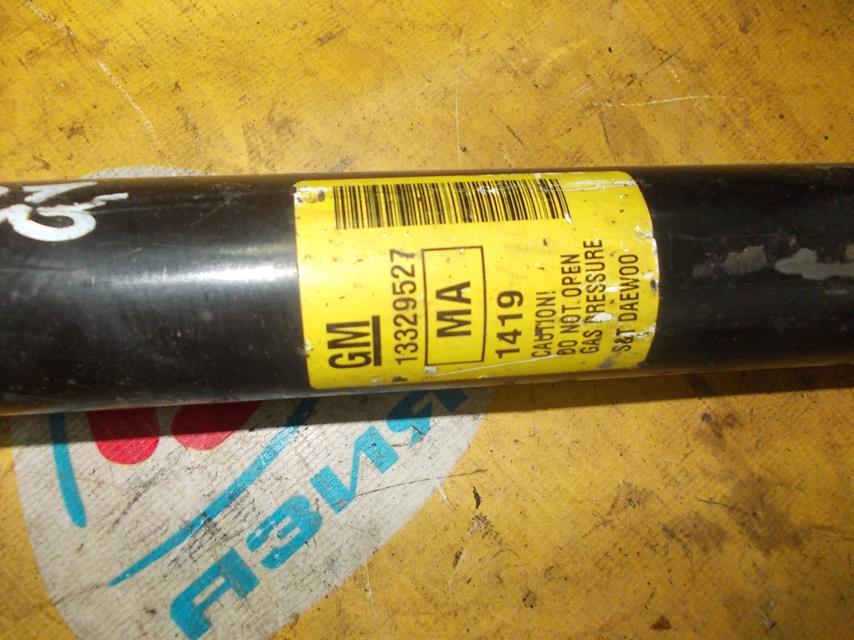 GM
P 13329527
MA
1419
CAUTION!
DO NOT OPEN
GAS PRESSURE
S&T DAEWOO
АЗИЯ